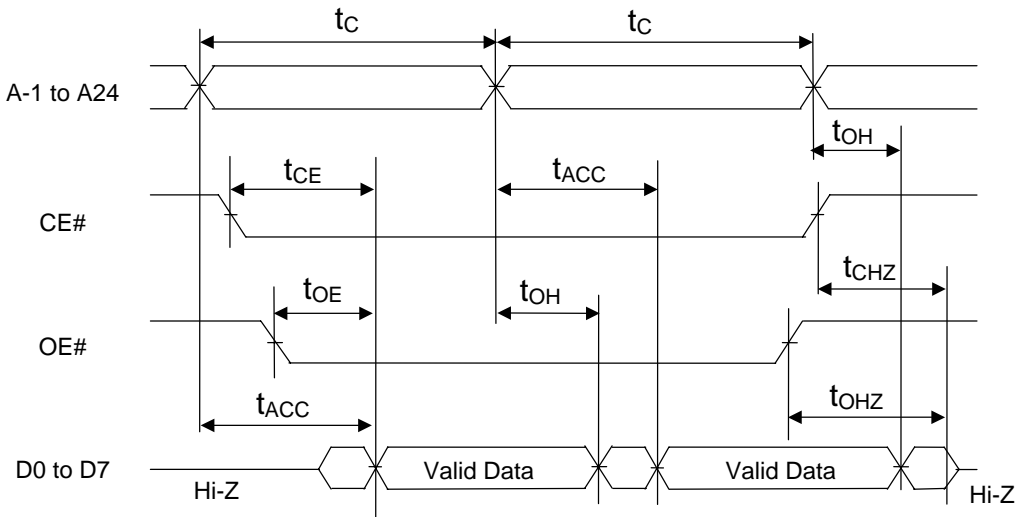 tC tC
A-1 to A24
tOH
tCE tACC
CE#
tCHZ
tOE tOH
OE#
tACC tOHZ
D0 to D7 Valid Data Valid Data
Hi-Z Hi-Z